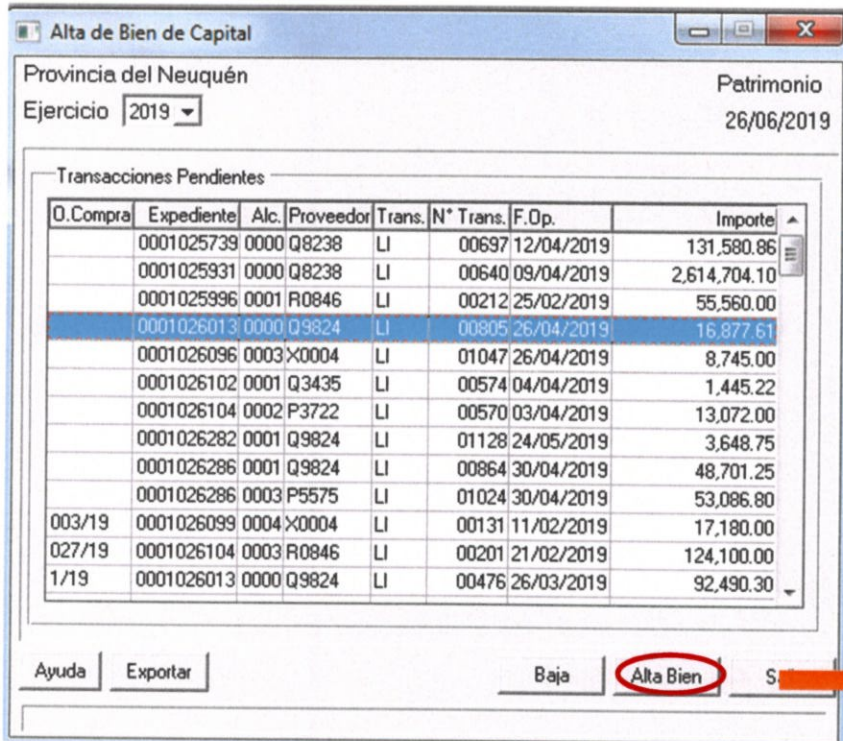 Alta de Bien de Capital
Provincia del Neuquén
Patrimonio
Ejercicio 2019
26/06/2019
Transacciones Pendientes
O.Compra Expediente Alc. Proveedor Trans. N° Trans. F.Op. Importe
0001025739 0000 Q8238 LI 00697 12/04/2019 131,580.86
0001025931 0000 Q8238 LI 00640 09/04/2019 2,614,704.10
0001025996 0001 R0846 LI 00212 25/02/2019 55,560.00
0001026013 0000 Q9824 LI 00805 26/04/2019 16,877.61
0001026096 0003 X0004 LI 01047 26/04/2019 8,745.00
0001026102 0001 Q3435 LI 00574 04/04/2019 1,445.22
0001026104 0002 P3722 LI 00570 03/04/2019 13,072.00
0001026282 0001 Q9824 LI 01128 24/05/2019 3,648.75
0001026286 0001 Q9824 LI 00864 30/04/2019 48,701.25
0001026286 0003 P5575 LI 01024 30/04/2019 53,086.80
003/19 0001026099 0004 X0004 LI 00131 11/02/2019 17,180.00
027/19 0001026104 0003 R0846 LI 00201 21/02/2019 124,100.00
1/19 0001026013 0000 Q9824 LI 00476 26/03/2019 92,490.30
Ayuda Exportar Baja Alta Bien